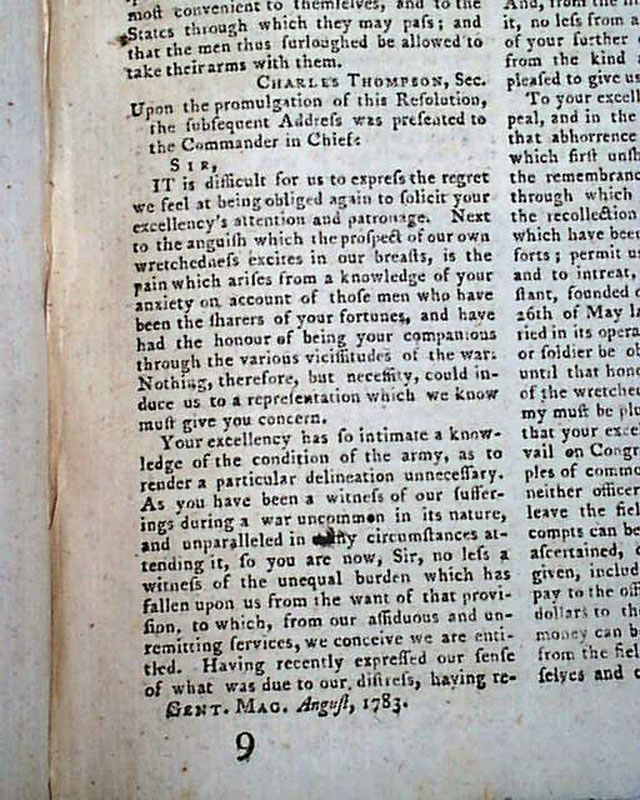 most convenient to themselves, and to the
States through which they may paſs; and
that the men thus furloughed be allowed to
take their arms with them.
CHARLES THOMPSON, Sec.
Upon the promulgation of this Reſolution,
the ſubſequent Addreſs was preſented to
the Commander in Chief:
SIR,
IT is difficult for us to expreſs the regret
we feel at being obliged again to ſolicit your
excellency's attention and patronage. Next
to the anguiſh which the proſpect of our own
wretchedneſs excites in our breaſts, is the
pain which ariſes from a knowledge of your
anxiety on account of thoſe men who have
been the ſharers of your fortunes, and have
had the honour of being your companions
through the various viciſſitudes of the war.
Nothing, therefore, but neceſſity, could in-
duce us to a repreſentation which we know
muſt give you concern.
Your excellency has ſo intimate a know-
ledge of the condition of the army, as to
render a particular delineation unneceſſary.
As you have been a witneſs of our ſuffer-
ings during a war uncommon in its nature,
and unparalleled in circumſtances at-
tending it, ſo you are now, Sir, no leſs a
witneſs of the unequal burden which has
fallen upon us from the want of that provi-
ſion, to which, from our aſſiduous and un-
remitting ſervices, we conceive we are enti-
tled. Having recently expreſſed our ſenſe
of what was due to our diſtreſs, having re-
GENT. MAG. Auguſt, 1783.
9
And, from the
it, no leſs from a
of your further
from the kind
pleaſed to give us
To your excell
peal, and in the
that abhorrence
which firſt unſh
the remembranc
through which
the recollection
which have been
forts; permit us
and to intreat,
ſtant, founded
26th of May la
ried in its opera
or ſoldier be ob
until that hono
of the wretched
my muſt be plu
that your exce
vail on Congr
ples of commo
neither officer
leave the fiel
compts can be
aſcertained,
given, includ
pay to the offi
dollars to th
money can b
from the fiel
ſelves and